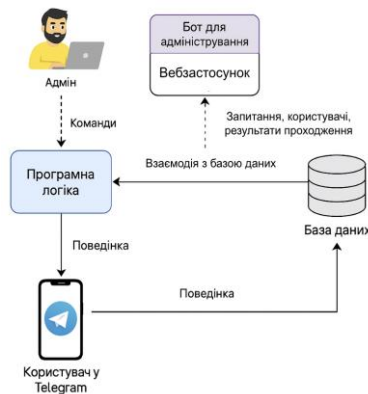 Бот для
адміністрування
Вебзастосунок
Адмін
Команди
Запитання, користувачі,
результати проходження
Взаємодія з базою даних
Програмна
логіка
База даних
Поведінка
Поведінка
Користувач у
Telegram